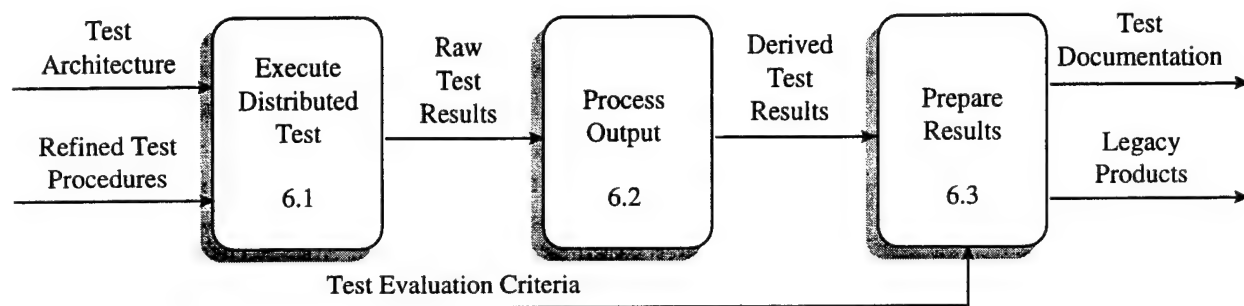 Test
Architecture
Refined Test
Procedures
Execute
Distributed
Test
6.1
Raw
Test
Results
Process
Output
6.2
Derived
Test
Results
Prepare
Results
6.3
Test
Documentation
Legacy
Products
Test Evaluation Criteria